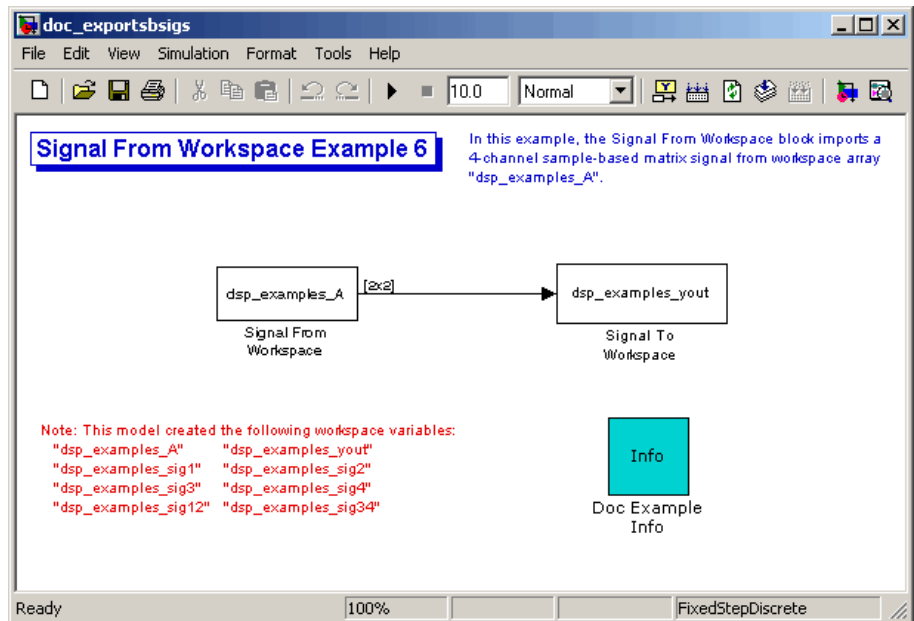 doc_exportsbsigs
File Edit View Simulation Format Tools Help
10.0 Normal
Signal From Workspace Example 6
In this example, the Signal From Workspace block imports a
4-channel sample-based matrix signal from workspace array
"dsp_examples_A".
dsp_examples_A
[2x2]
dsp_examples_yout
Signal From
Workspace
Signal To
Workspace
Note: This model created the following workspace variables:
"dsp_examples_A" "dsp_examples_yout"
"dsp_examples_sig1" "dsp_examples_sig2"
"dsp_examples_sig3" "dsp_examples_sig4"
"dsp_examples_sig12" "dsp_examples_sig34"
Info
Doc Example
Info
Ready 100% FixedStepDiscrete